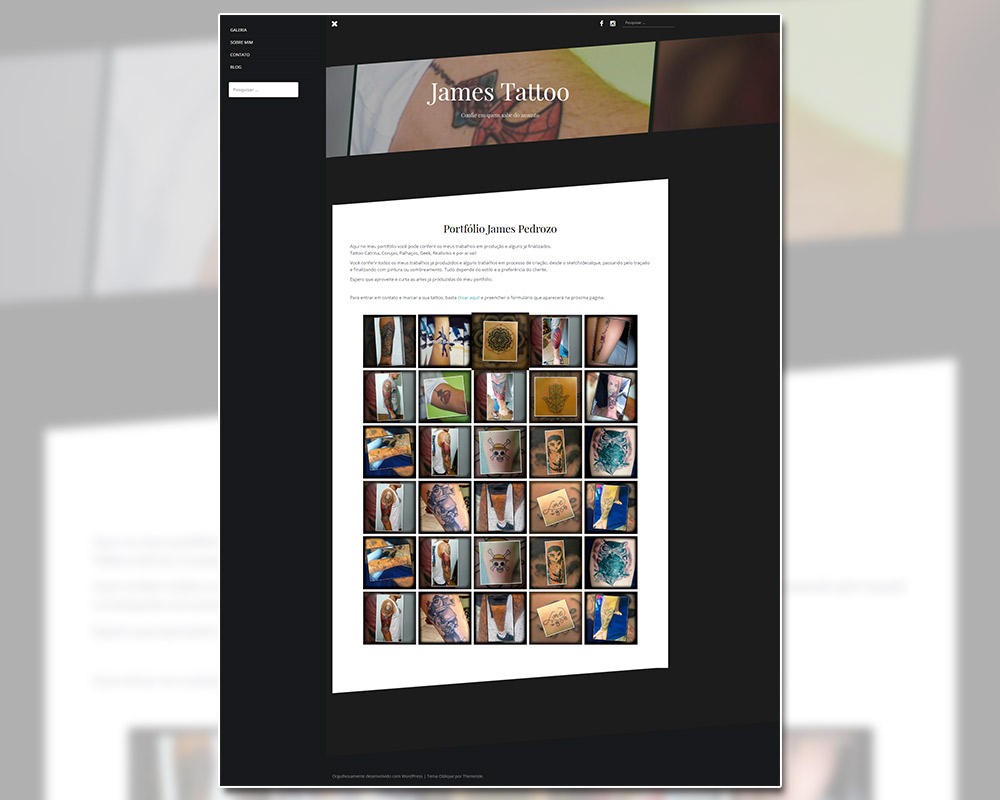 GALERIA
SOBRE MIM
CONTATO
BLOG
Pesquisar ...
Pesquisar ...
James Tattoo
Confie em quem sabe do assunto
Portfólio James Pedrozo
Aqui no meu portifólio você pode conferir os meus trabalhos em produção e alguns já finalizados.
Tattoo Catrina, Corujas, Palhaços, Geek, Realismo e por aí vai!
Você conferir todos os meus trabalhos já produzidos e alguns trabalhos em processo de criação, desde o sketch/decalque, passando pelo traçado
e finalizando com pintura ou sombreamento. Tudo depende do estilo e a preferência do cliente.
Espero que aproveite e curta as artes já produzidas do meu portfolio.
Para entrar em contato e marcar a sua tattoo, basta clicar aqui! e preencher o formulário que aparecerá na próxima página.
Orgulhosamente desenvolvido com WordPress | Tema Oblique por Themeisle.